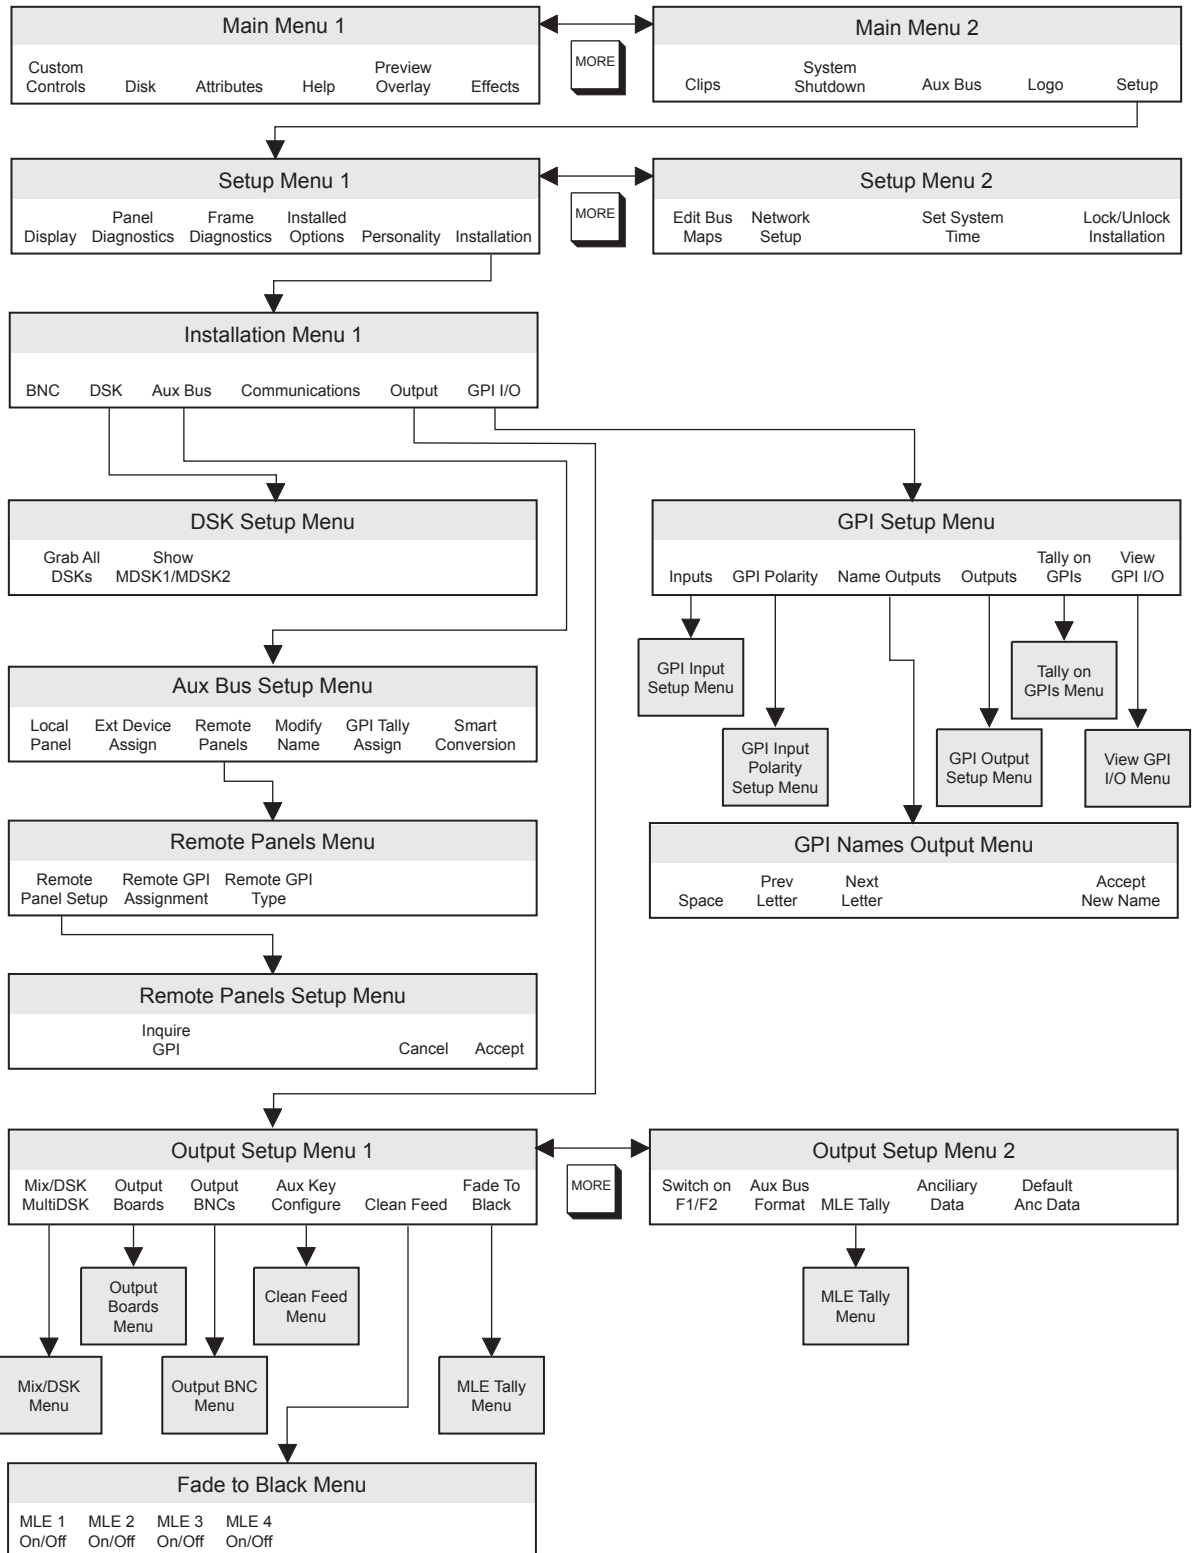 Main Menu 1
Custom
Controls
Disk
Attributes
Help
Preview
Overlay
Effects
MORE
Main Menu 2
Clips
System
Shutdown
Aux Bus
Logo
Setup
Setup Menu 1
Display
Panel
Diagnostics
Frame
Diagnostics
Installed
Options
Personality
Installation
MORE
Setup Menu 2
Edit Bus
Maps
Network
Setup
Set System
Time
Lock/Unlock
Installation
Installation Menu 1
BNC
DSK
Aux Bus
Communications
Output
GPI I/O
DSK Setup Menu
Grab All
DSKs
Show
MDSK1/MDSK2
GPI Setup Menu
Inputs
GPI Polarity
Name Outputs
Outputs
Tally on
GPIs
View
GPI I/O
GPI Input
Setup Menu
Tally on
GPIs Menu
GPI Input
Polarity
Setup Menu
GPI Output
Setup Menu
View GPI
I/O Menu
Aux Bus Setup Menu
Local
Panel
Ext Device
Assign
Remote
Panels
Modify
Name
GPI Tally
Assign
Smart
Conversion
Remote Panels Menu
Remote
Panel Setup
Remote GPI
Assignment
Remote GPI
Type
GPI Names Output Menu
Space
Prev
Letter
Next
Letter
Accept
New Name
Remote Panels Setup Menu
Inquire
GPI
Cancel
Accept
Output Setup Menu 1
Mix/DSK
MultiDSK
Output
Boards
Output
BNCs
Aux Key
Configure
Clean Feed
Fade To
Black
MORE
Output Setup Menu 2
Switch on
F1/F2
Aux Bus
Format
MLE Tally
Anciliary
Data
Default
Anc Data
Output
Boards
Menu
Clean Feed
Menu
MLE Tally
Menu
Mix/DSK
Menu
Output BNC
Menu
MLE Tally
Menu
Fade to Black Menu
MLE 1
On/Off
MLE 2
On/Off
MLE 3
On/Off
MLE 4
On/Off